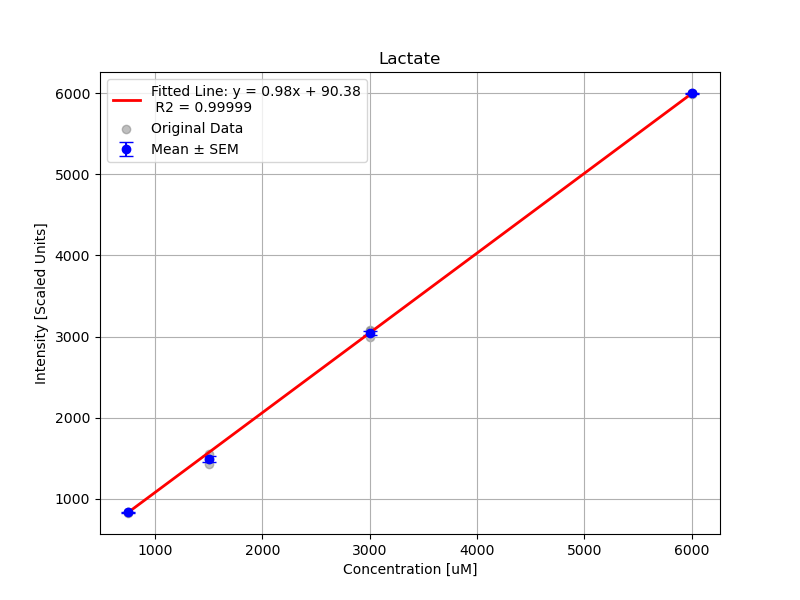 Lactate
Fitted Line: y = 0.98x + 90.38
R2 = 0.99999
Original Data
Mean ± SEM
Intensity [Scaled Units]
6000
5000
4000
3000
2000
1000
1000 2000 3000 4000 5000 6000
Concentration [uM]